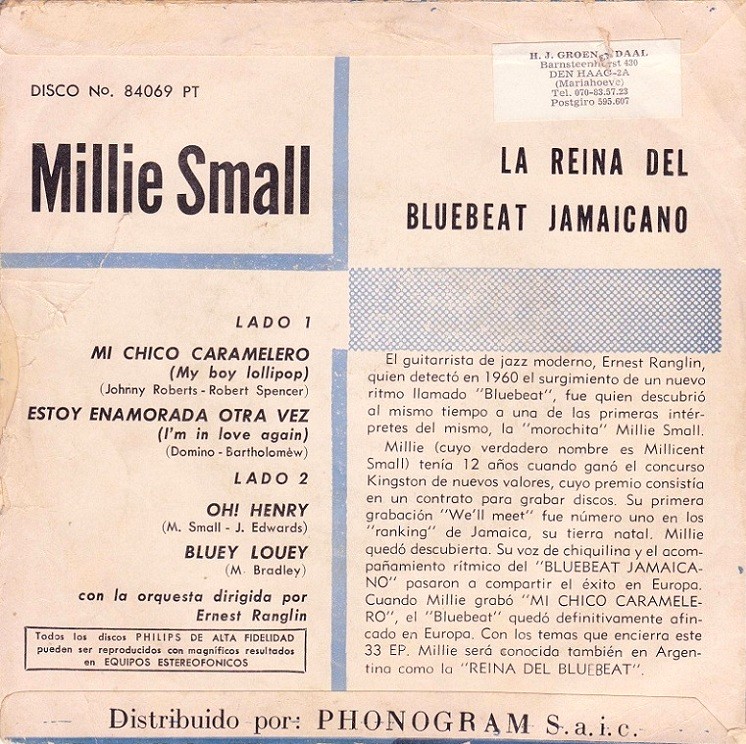 DISCO No. 84069 PT
H. J. GROENENDAAL
Barnsteenhorst 430
DEN HAAG-2A
(Mariahoeve)
Tel. 070-83.57.23
Postgiro 595.607
Millie Small
LA REINA DEL
BLUEBEAT JAMAICANO
LADO 1
MI CHICO CARAMELERO
(My boy lollipop)
(Johnny Roberts - Robert Spencer)
ESTOY ENAMORADA OTRA VEZ
(I'm in love again)
(Domino - Bartholoméw)
LADO 2
OH! HENRY
(M. Small - J. Edwards)
BLUEY LOUEY
(M. Bradley)
con la orquesta dirigida por
Ernest Ranglin
Todos los discos PHILIPS DE ALTA FIDELIDAD
pueden ser reproducidos con magníficos resultados
en EQUIPOS ESTEREOFONICOS
El guitarrista de jazz moderno, Ernest Ranglin,
quien detectó en 1960 el surgimiento de un nuevo
ritmo llamado "Bluebeat", fue quien descubrió
al mismo tiempo a una de las primeras intér-
pretes del mismo, la "morochita" Millie Small.
Millie (cuyo verdadero nombre es Millicent
Small) tenía 12 años cuando ganó el concurso
Kingston de nuevos valores, cuyo premio consistía
en un contrato para grabar discos. Su primera
grabación "We'll meet" fue número uno en los
"ranking" de Jamaica, su tierra natal. Millie
quedó descubierta. Su voz de chiquilina y el acom-
pañamiento rítmico del "BLUEBEAT JAMAICA-
NO" pasaron a compartir el éxito en Europa.
Cuando Millie grabó "MI CHICO CARAMELE-
RO", el "Bluebeat" quedó definitivamente afin-
cado en Europa. Con los temas que encierra este
33 EP. Millie será conocida también en Argen-
tina como la "REINA DEL BLUEBEAT".
Distribuido por: PHONOGRAM S.a.i.c.